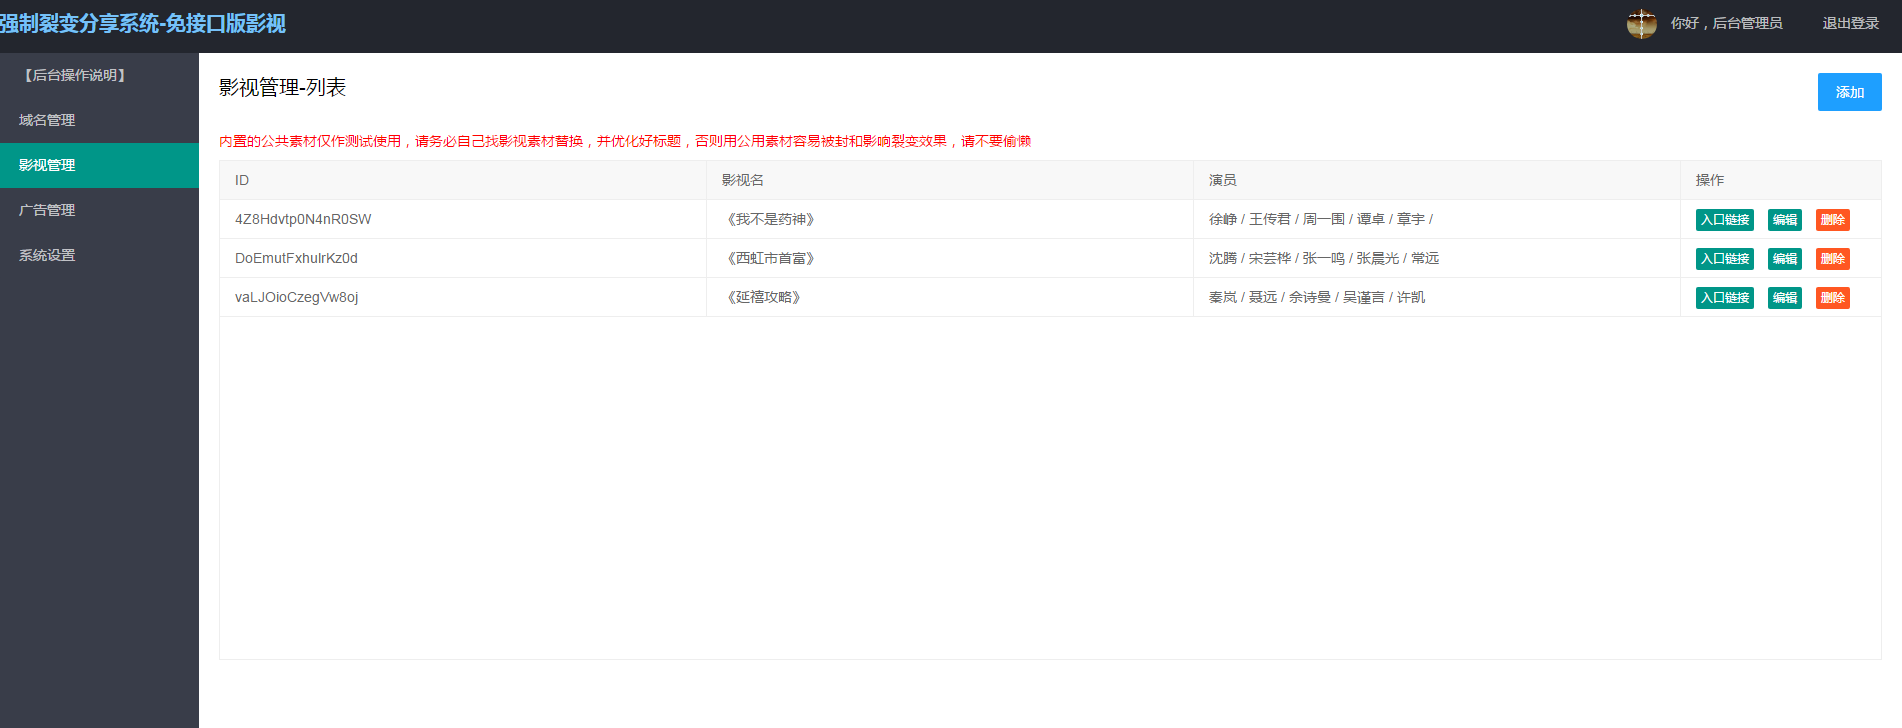 强制裂变分享系统-免接口版影视
你好，后台管理员 退出登录
【后台操作说明】
域名管理
影视管理
广告管理
系统设置
影视管理-列表
添加
内置的公共素材仅作测试使用，请务必自己找影视素材替换，并优化好标题，否则用公用素材容易被封和影响裂变效果，请不要偷懒
ID 影视名 演员 操作
4Z8Hdvtp0N4nR0SW 《我不是药神》 徐峥 / 王传君 / 周一围 / 谭卓 / 章宇 / 入口链接 编辑 删除
DoEmutFxhuIrKz0d 《西虹市首富》 沈腾 / 宋芸桦 / 张一鸣 / 张晨光 / 常远 入口链接 编辑 删除
vaLJOioCzegVw8oj 《延禧攻略》 秦岚 / 聂远 / 佘诗曼 / 吴谨言 / 许凯 入口链接 编辑 删除